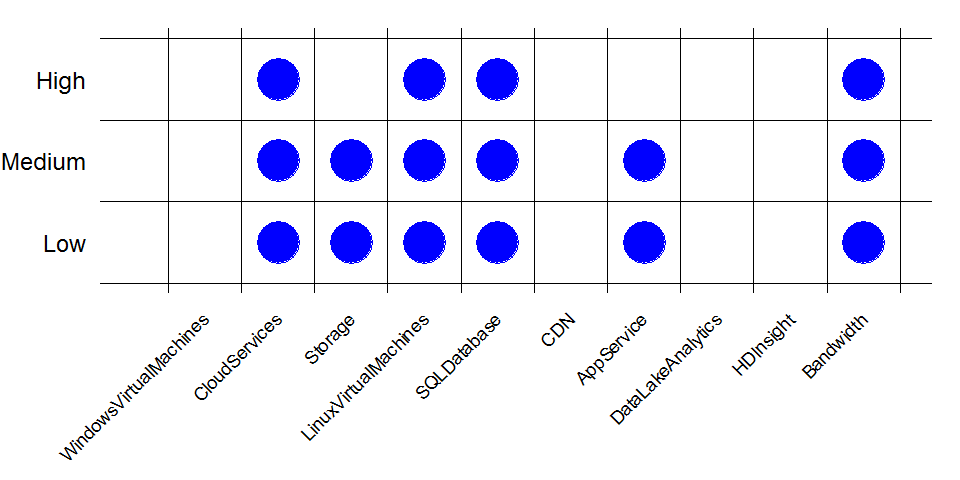 High
Medium
Low
WindowsVirtualMachines
CloudServices
Storage
LinuxVirtualMachines
SQLDatabase
CDN
AppService
DataLakeAnalytics
HDInsight
Bandwidth